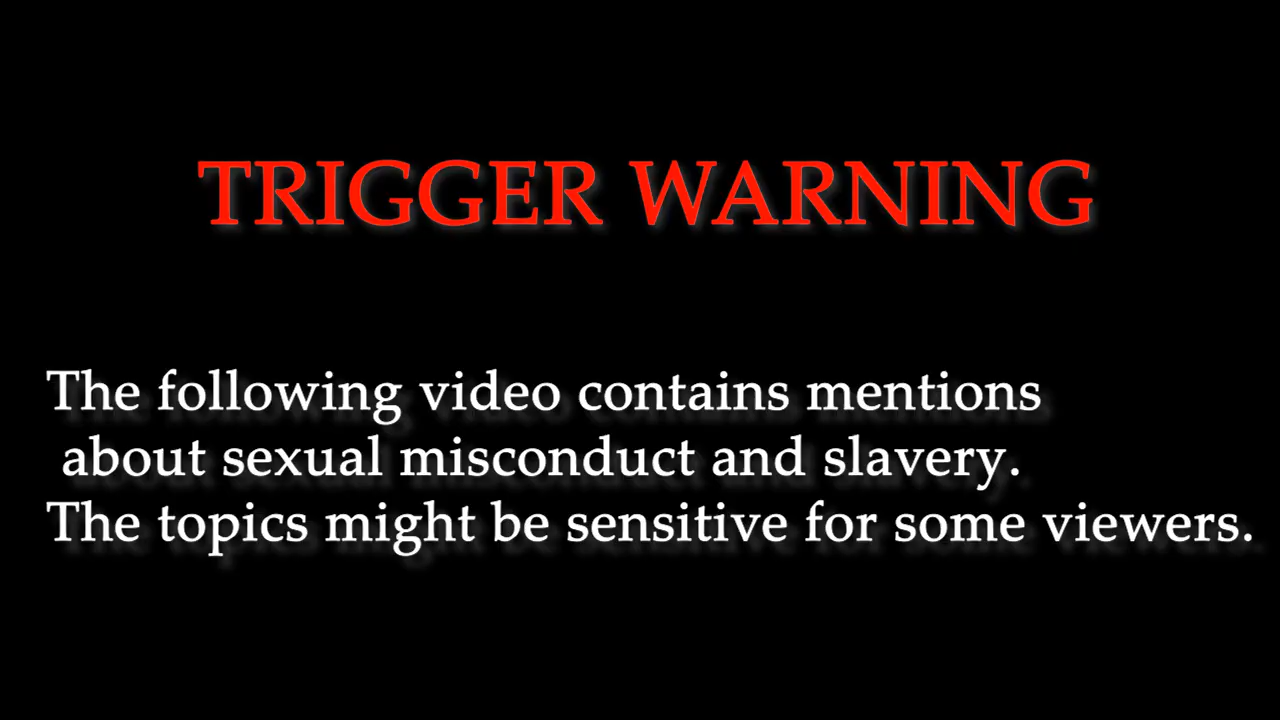 TRIGGER WARNING
The following video contains mentions
about sexual misconduct and slavery.
The topics might be sensitive for some viewers.